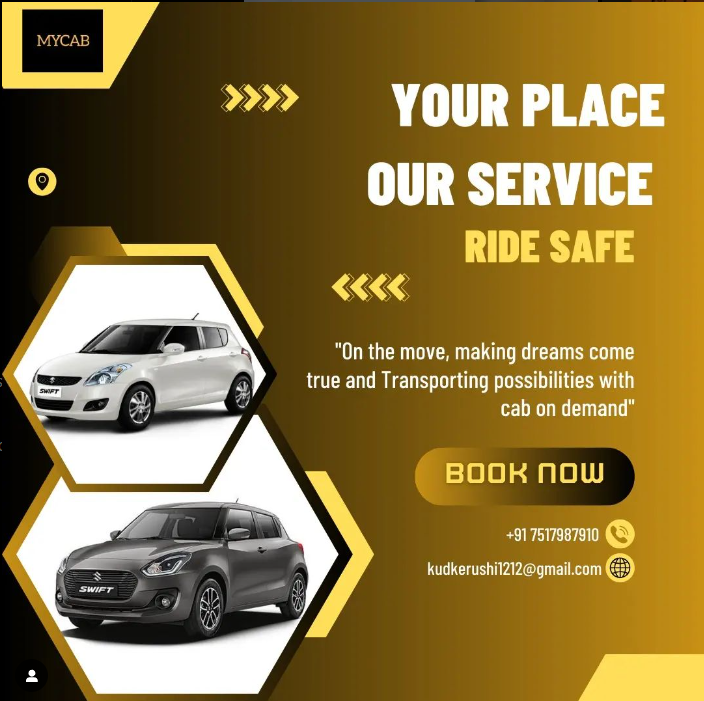 MYCAB
YOUR PLACE
OUR SERVICE
RIDE SAFE
"On the move, making dreams come
true and Transporting possibilities with
cab on demand"
BOOK NOW
+91 7517987910
kudkerushi1212@gmail.com
SWIFT
SWIFT